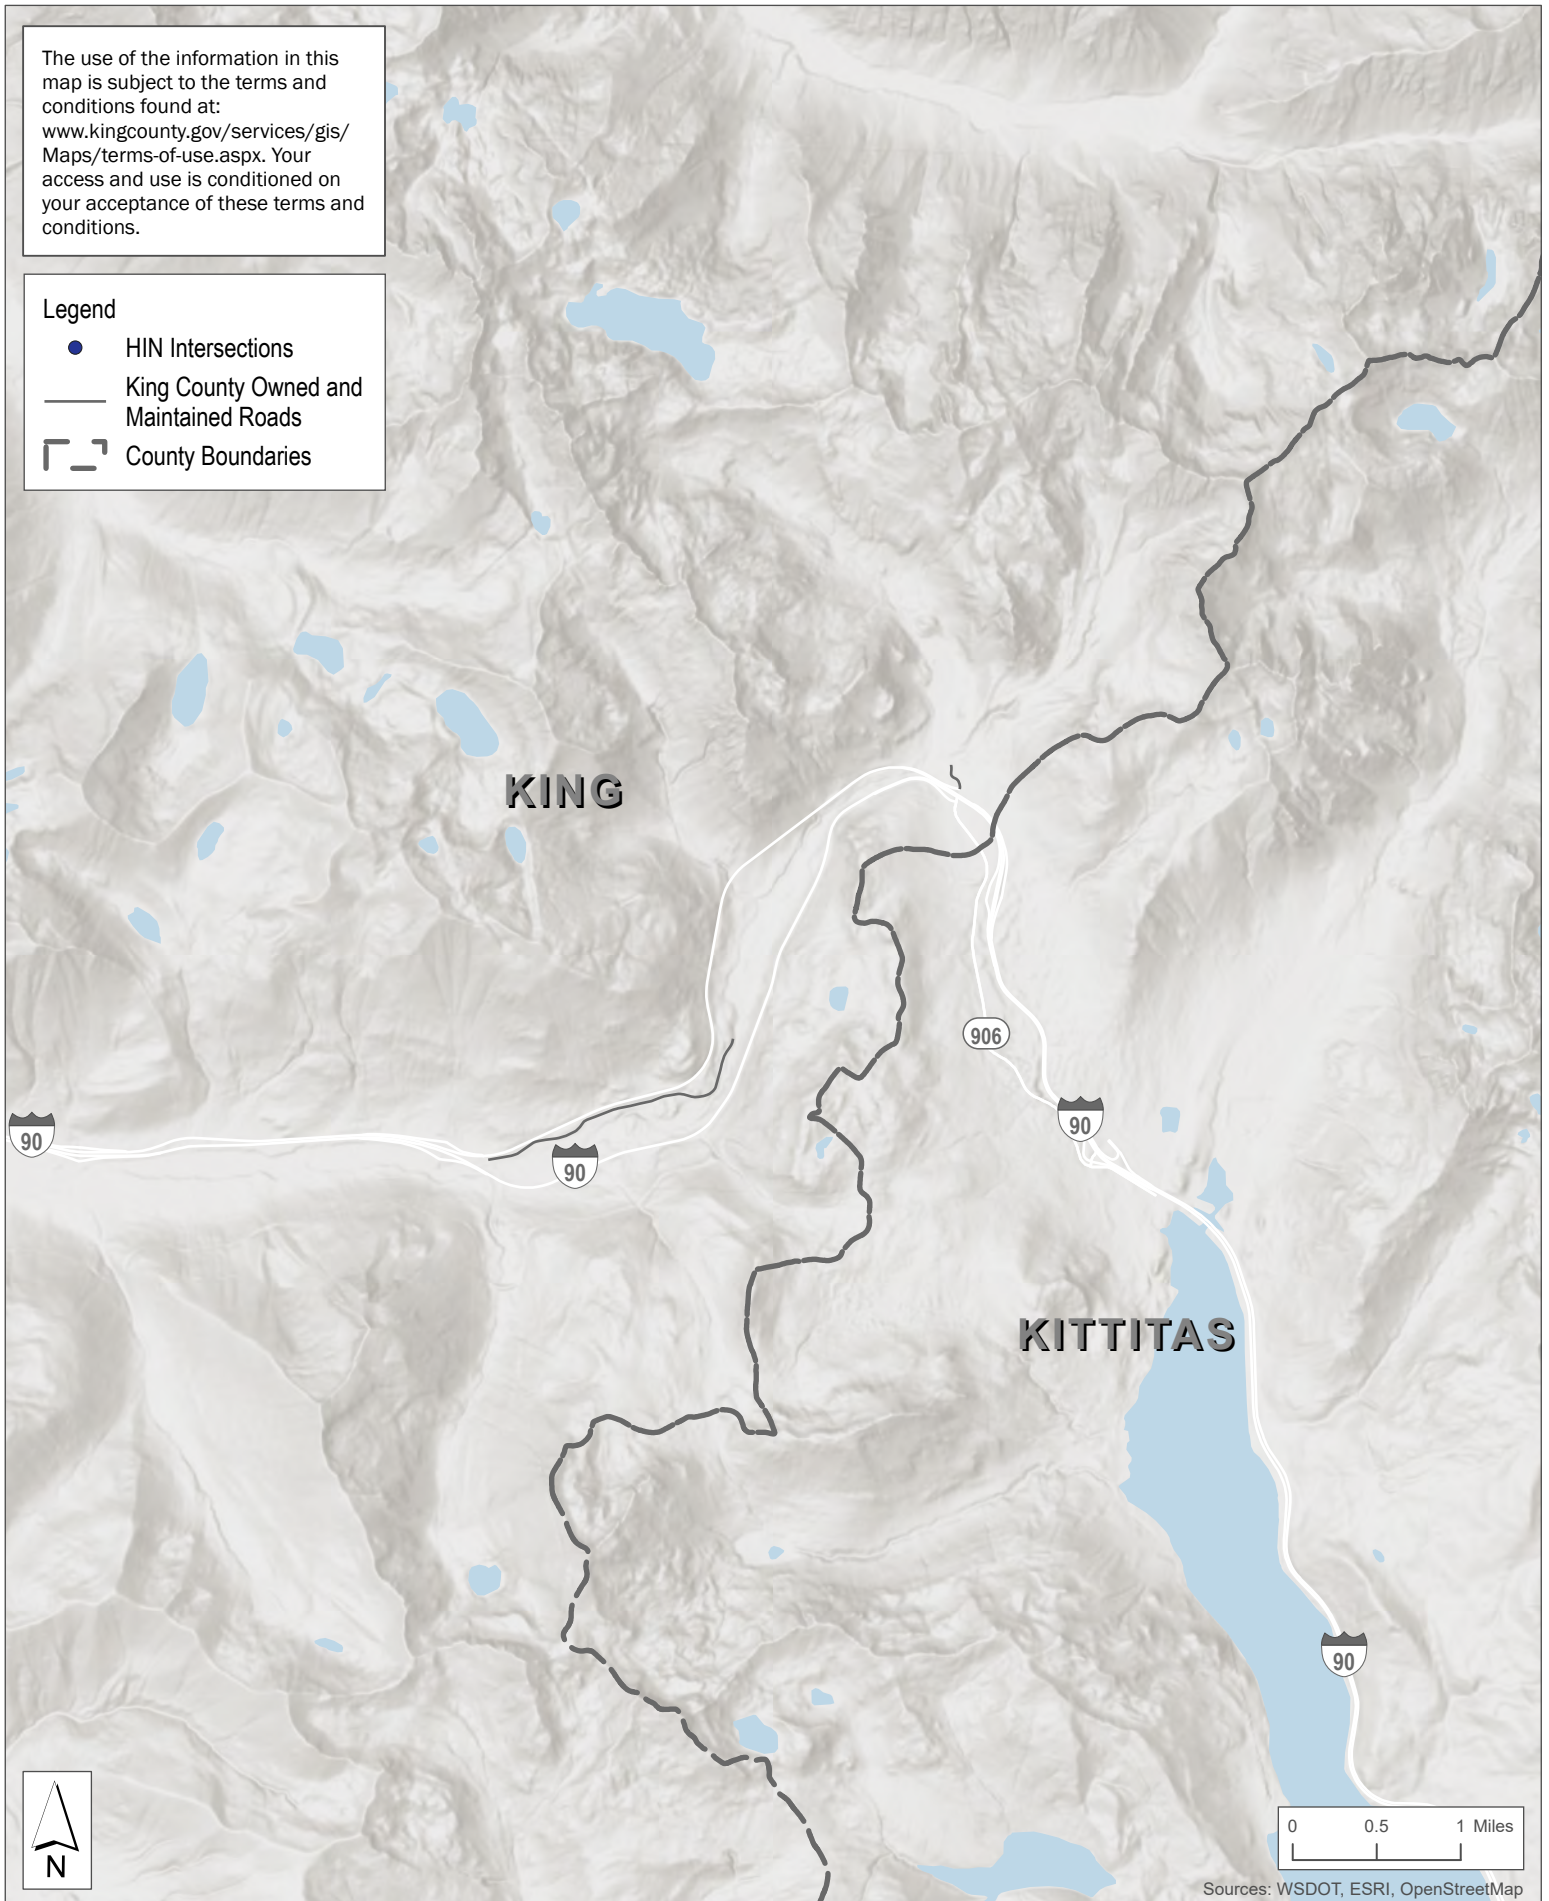 The use of the information in this
map is subject to the terms and
conditions found at:
www.kingcounty.gov/services/gis/
Maps/terms-of-use.aspx. Your
access and use is conditioned on
your acceptance of these terms and
conditions.
Legend
HIN Intersections
King County Owned and
Maintained Roads
County Boundaries
KING
906
90
90
90
KITTITAS
90
N
0 0.5 1 Miles
Sources: WSDOT, ESRI, OpenStreetMap